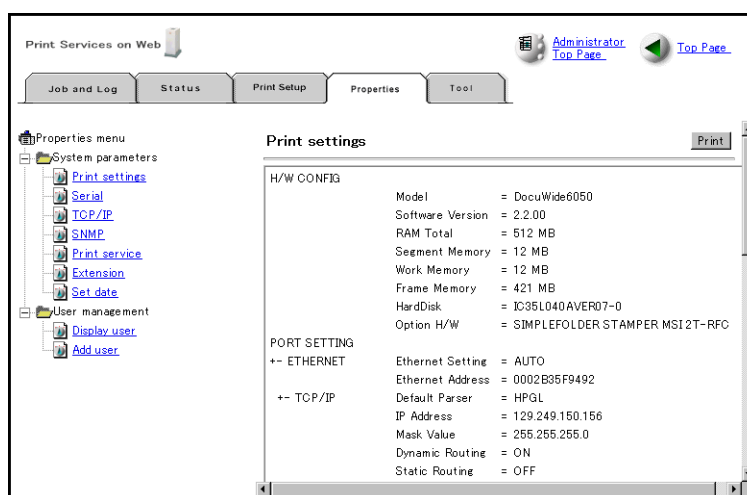 Print Services on Web
Administrator
Top Page
Top Page
Job and Log
Status
Print Setup
Properties
Tool
Properties menu
System parameters
Print settings
Serial
TCP/IP
SNMP
Print service
Extension
Set date
User management
Display user
Add user
Print settings
Print
H/W CONFIG
Model = DocuWide6050
Software Version = 2.2.00
RAM Total = 512 MB
Segment Memory = 12 MB
Work Memory = 12 MB
Frame Memory = 421 MB
HardDisk = IC35L040AVER07-0
Option H/W = SIMPLEFOLDER STAMPER MSI2T-RFC
PORT SETTING
+- ETHERNET Ethernet Setting = AUTO
Ethernet Address = 0002B35F9492
+- TCP/IP Default Parser = HPGL
IP Address = 129.249.150.156
Mask Value = 255.255.255.0
Dynamic Routing = ON
Static Routing = OFF